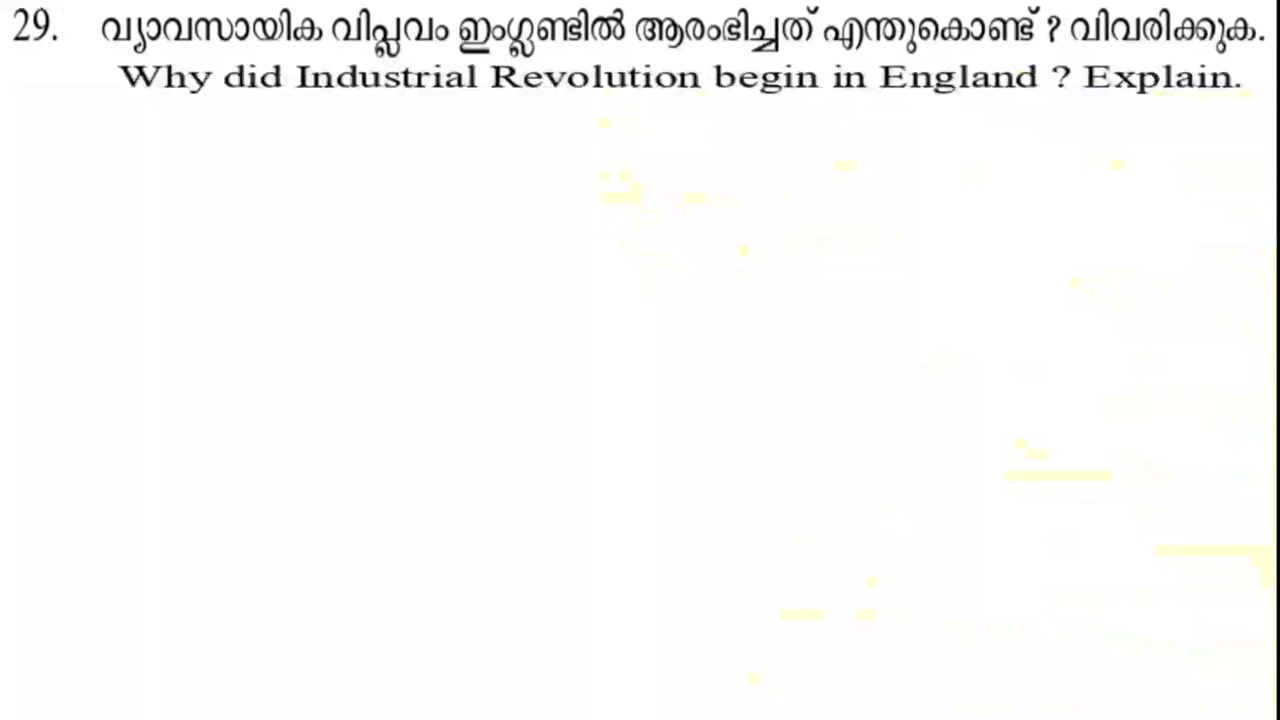 29. വ്യാവസായിക വിപ്ലവം ഇംഗ്ലണ്ടിൽ ആരംഭിച്ചത് എന്തുകൊണ്ട് ? വിവരിക്കുക.
Why did Industrial Revolution begin in England ? Explain.